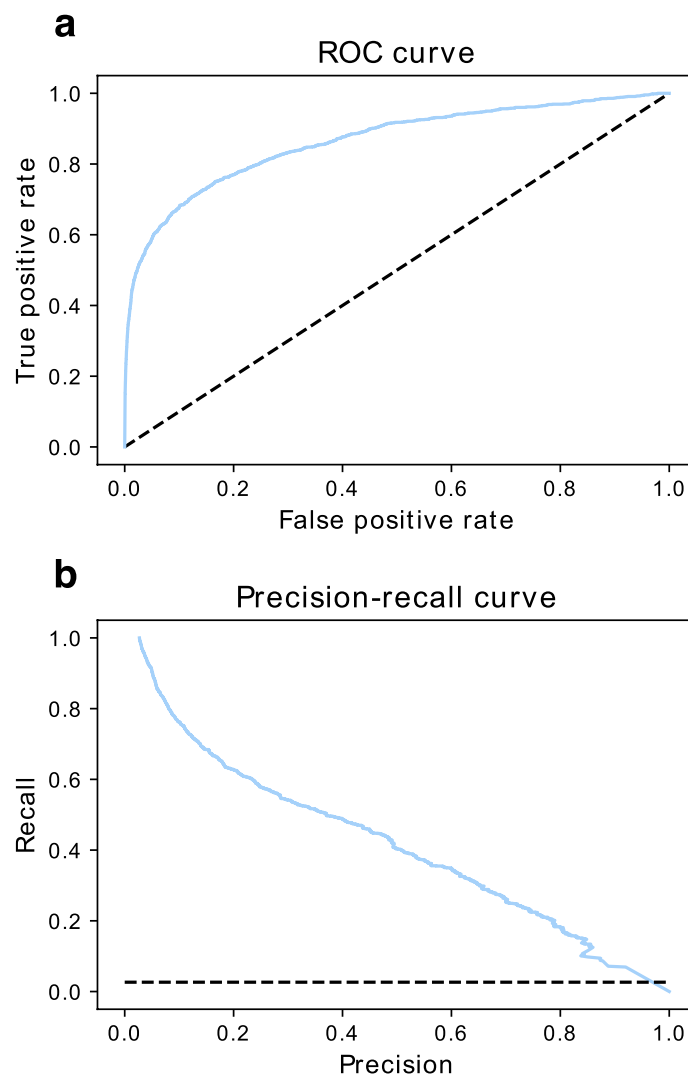 a
ROC curve
1.0
0.8
0.6
0.4
0.2
0.0
True positive rate
0.0 0.2 0.4 0.6 0.8 1.0
False positive rate
b
Precision-recall curve
1.0
0.8
0.6
0.4
0.2
0.0
Recall
0.0 0.2 0.4 0.6 0.8 1.0
Precision